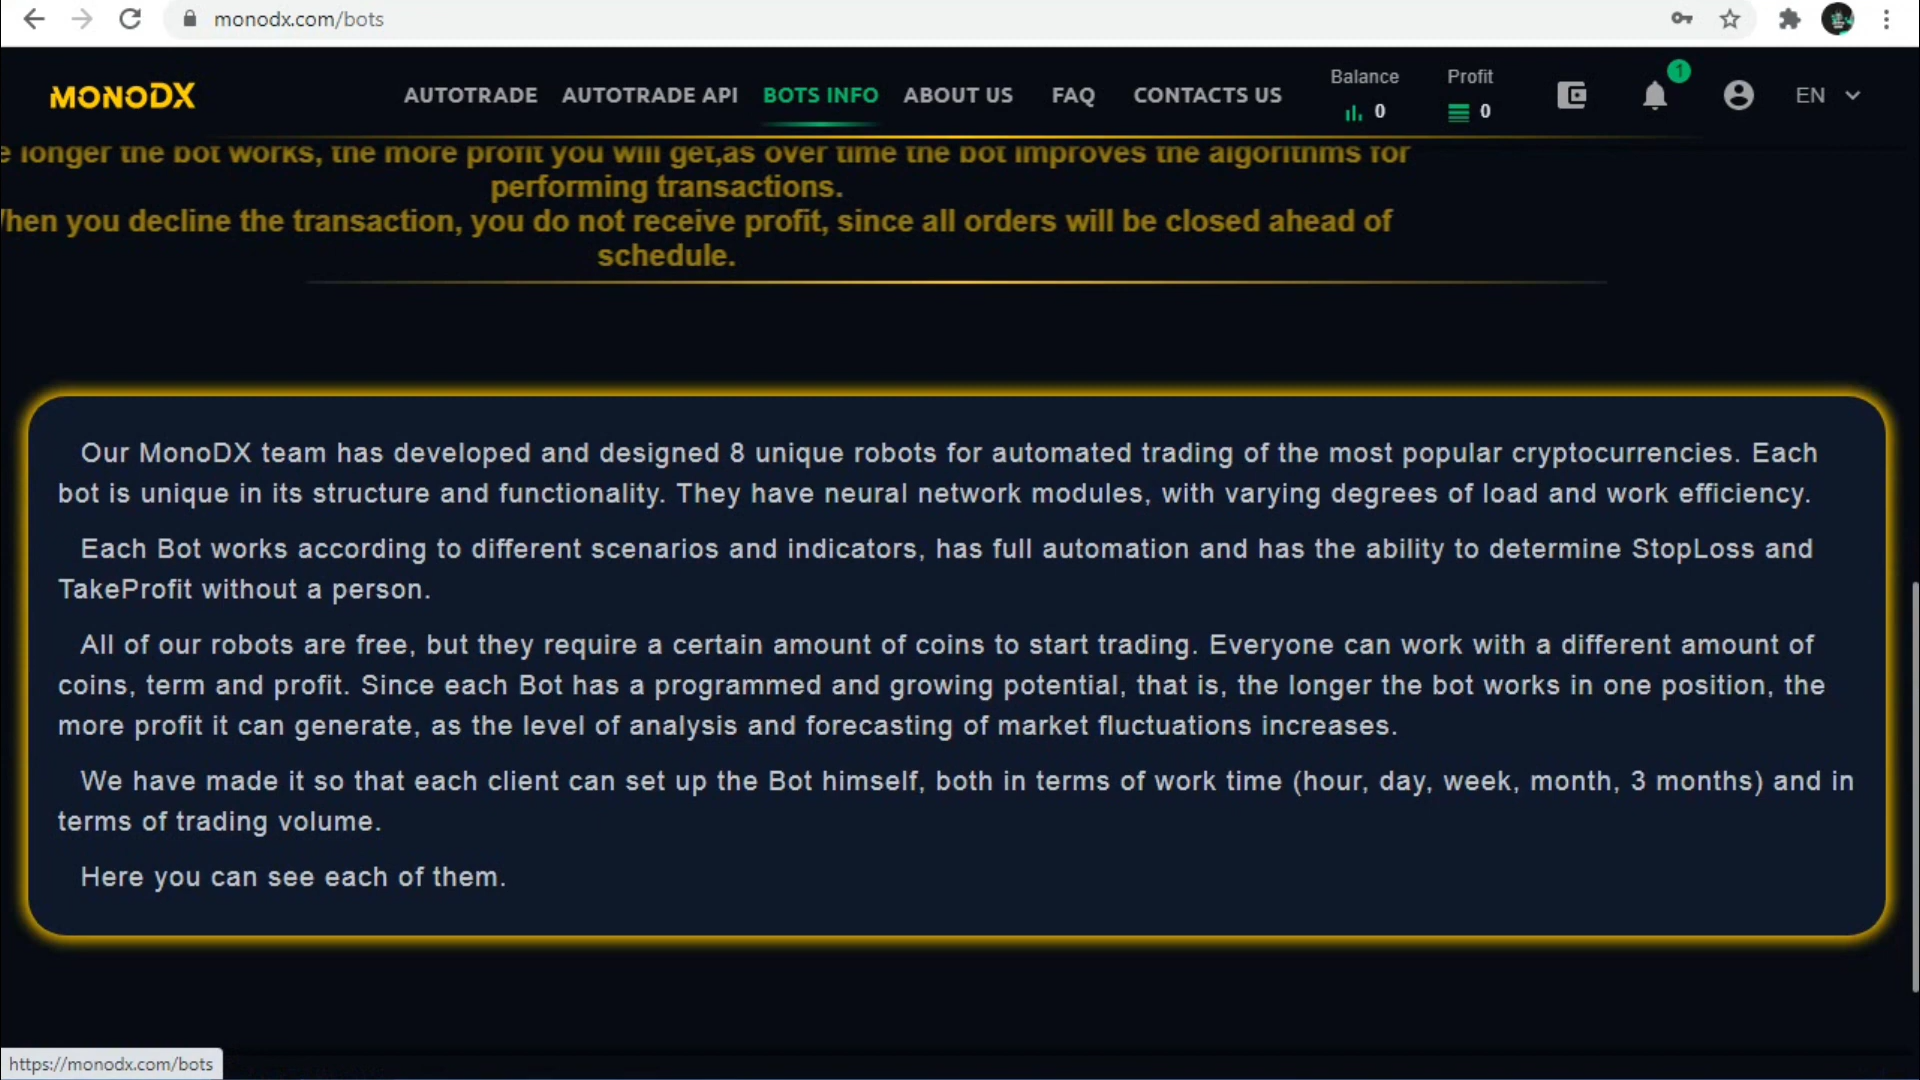 monodx.com/bots
MONODX
AUTOTRADE AUTOTRADE API BOTS INFO ABOUT US FAQ CONTACTS US Balance 0 Profit 0 1 EN
longer the bot works, the more profit you will get,as over time the bot improves the algorithms for
performing transactions.
When you decline the transaction, you do not receive profit, since all orders will be closed ahead of
schedule.
Our MonoDX team has developed and designed 8 unique robots for automated trading of the most popular cryptocurrencies. Each
bot is unique in its structure and functionality. They have neural network modules, with varying degrees of load and work efficiency.
Each Bot works according to different scenarios and indicators, has full automation and has the ability to determine StopLoss and
TakeProfit without a person.
All of our robots are free, but they require a certain amount of coins to start trading. Everyone can work with a different amount of
coins, term and profit. Since each Bot has a programmed and growing potential, that is, the longer the bot works in one position, the
more profit it can generate, as the level of analysis and forecasting of market fluctuations increases.
We have made it so that each client can set up the Bot himself, both in terms of work time (hour, day, week, month, 3 months) and in
terms of trading volume.
Here you can see each of them.
https://monodx.com/bots